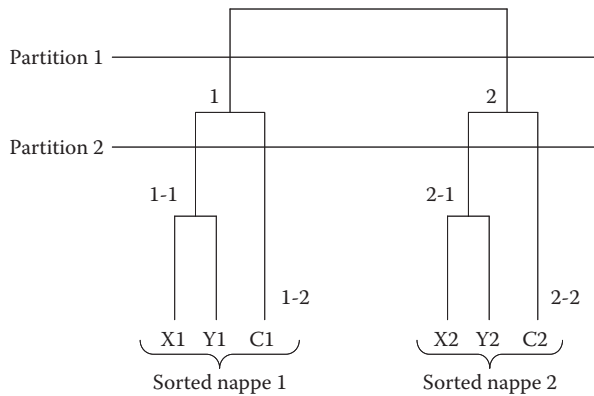 Partition 1
1
2
Partition 2
1-1
2-1
1-2
2-2
X1 Y1 C1
X2 Y2 C2
Sorted nappe 1
Sorted nappe 2